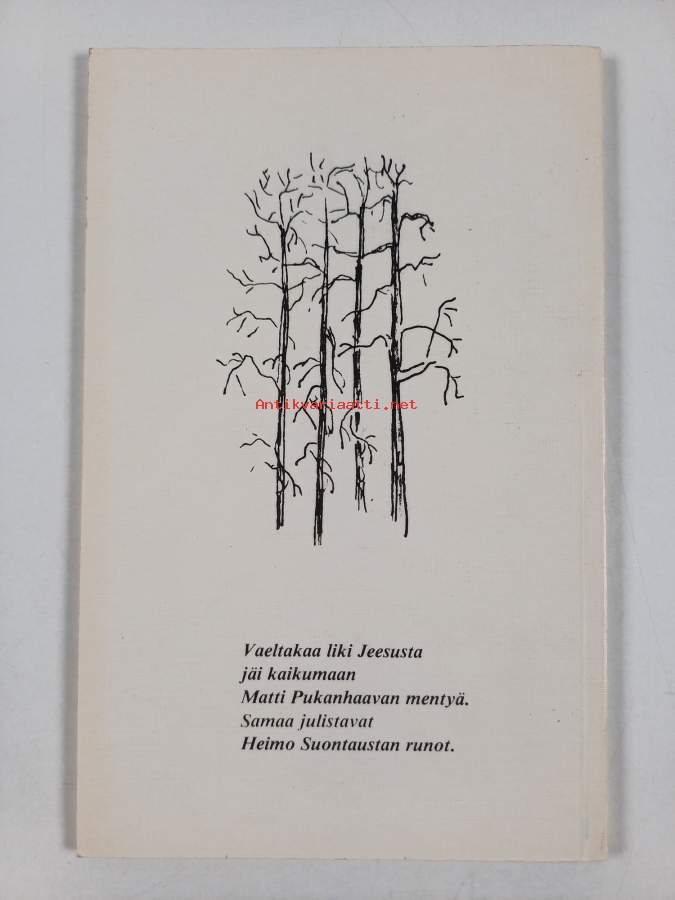 Antikvariaatti.net
Vaeltakaa liki Jeesusta
jäi kaikumaan
Matti Pukanhaavan mentyä.
Samaa julistavat
Heimo Suontaustan runot.